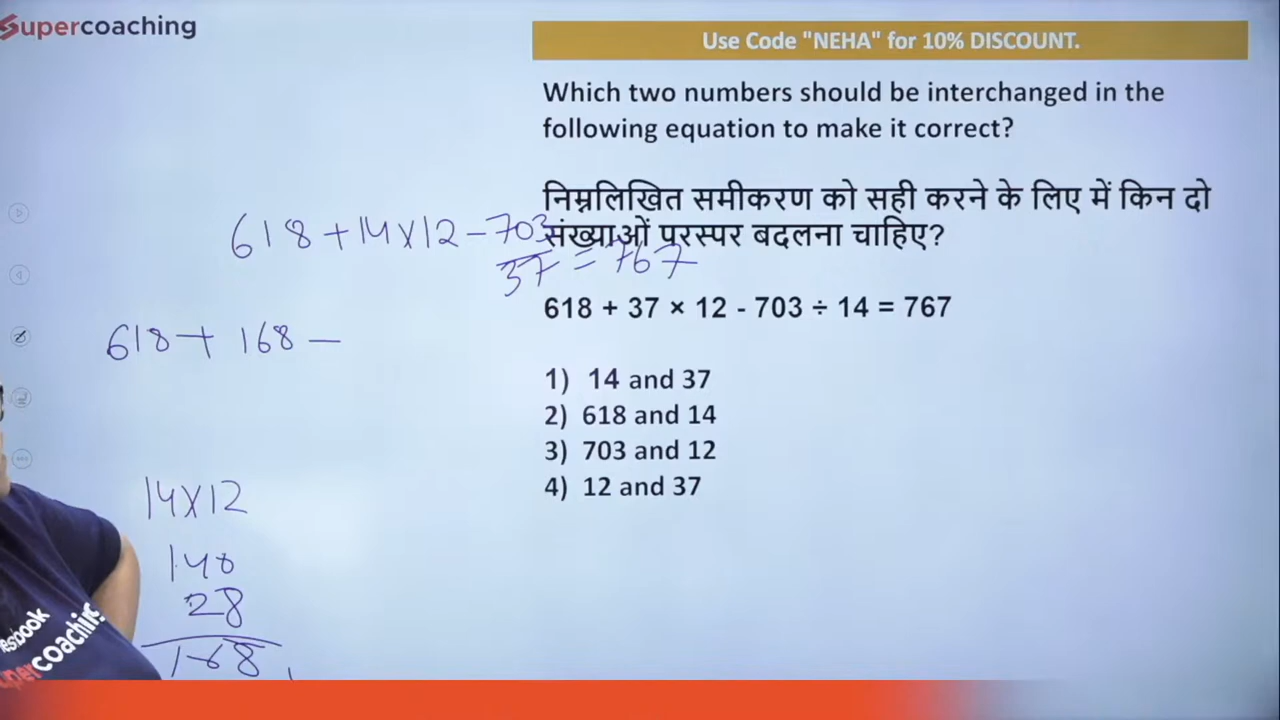 Supercoaching
Use Code "NEHA" for 10% DISCOUNT.
Which two numbers should be interchanged in the
following equation to make it correct?
निम्नलिखित समीकरण को सही करने के लिए में किन दो
संख्याओं परस्पर बदलना चाहिए?
618 + 37 × 12 - 703 ÷ 14 = 767
1) 14 and 37
2) 618 and 14
3) 703 and 12
4) 12 and 37
618 + 14 × 12 - 703
37 = 767
618 + 168 -
14 × 12
140
28
168
esbook
supercoaching